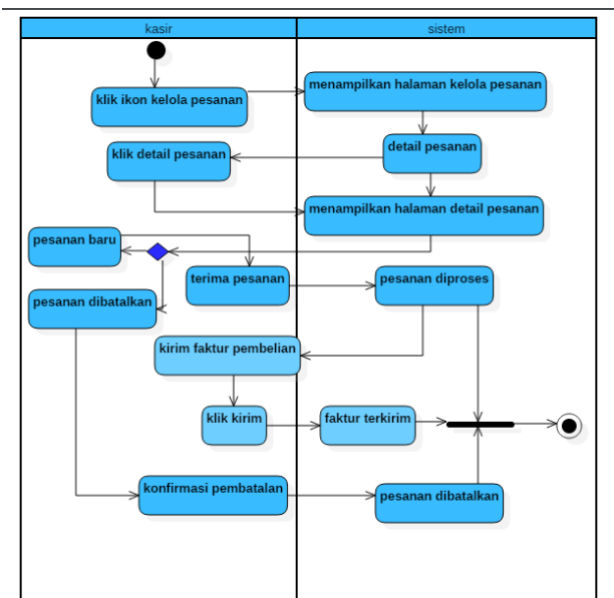 kasir
sistem
klik ikon kelola pesanan
menampilkan halaman kelola pesanan
klik detail pesanan
detail pesanan
menampilkan halaman detail pesanan
pesanan baru
terima pesanan
pesanan diproses
pesanan dibatalkan
kirim faktur pembelian
klik kirim
faktur terkirim
konfirmasi pembatalan
pesanan dibatalkan